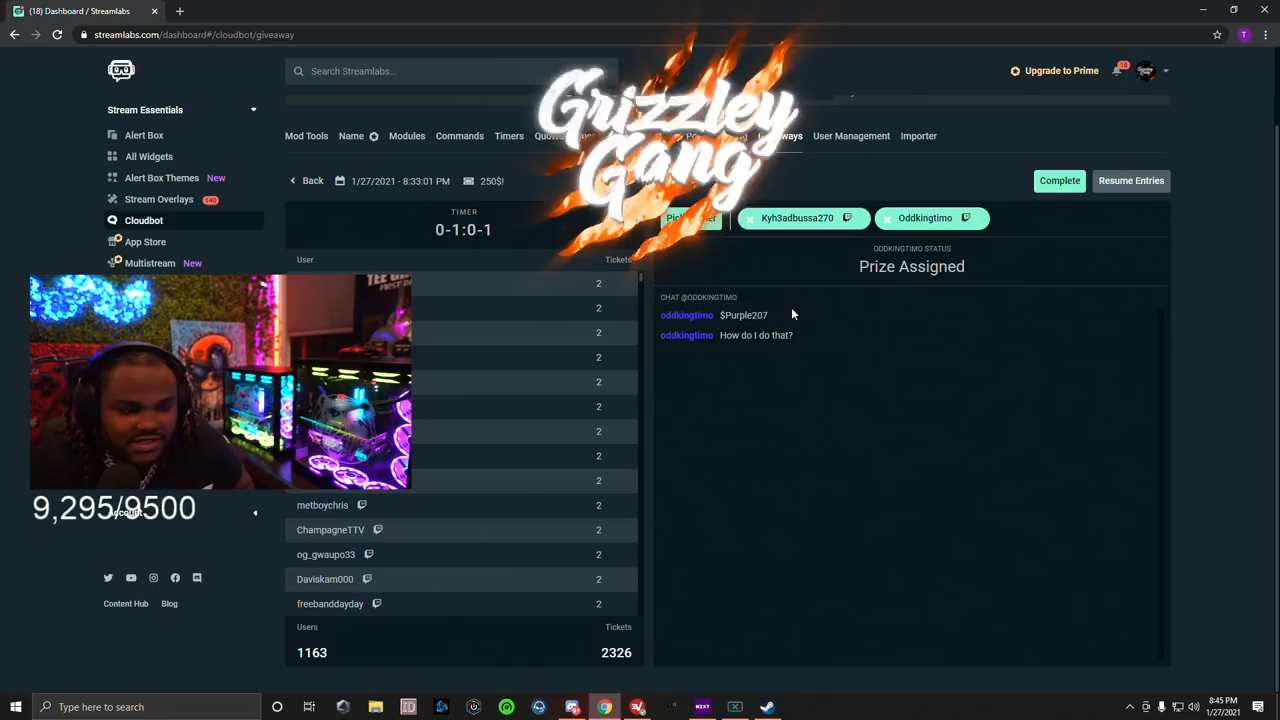 (18) Dashboard / Streamlabs
streamlabs.com/dashboard#/cloudbot/giveaway
Search Streamlabs...
Upgrade to Prime
18
Grizzley
Gang
Stream Essentials
Alert Box
All Widgets
Alert Box Themes New
Stream Overlays 140
Cloudbot
App Store
Multistream New
Mod Tools Name Modules Commands Timers User Management Importer
Back 1/27/2021 - 8:33:01 PM 250$!
Complete Resume Entries
TIMER
0-1:0-1
User Tickets
2
2
2
2
2
2
2
2
2
metboychris 2
ChampagneTTV 2
og_gwaupo33 2
Daviskam000 2
freebanddayday 2
Users Tickets
1163 2326
Kyh3adbussa270 Oddkingtimo
ODDKINGTIMO STATUS
Prize Assigned
CHAT @ODDKINGTIMO
oddkingtimo $Purple207
oddkingtimo How do I do that?
9,295/9500
Content Hub Blog
Type here to search
8:45 PM
1/27/2021